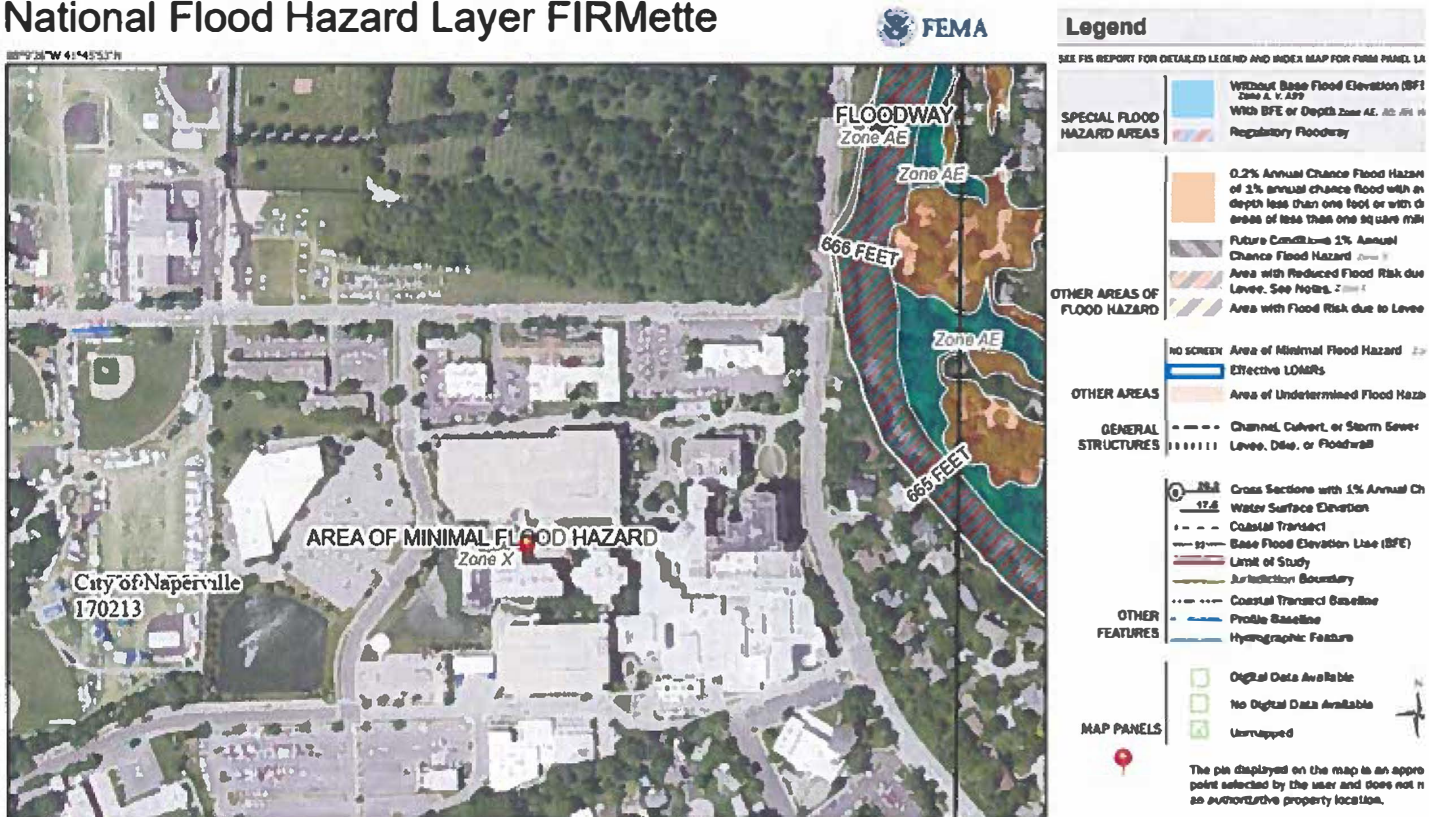 National Flood Hazard Layer FIRMette
FEMA
Legend
SEE FIS REPORT FOR DETAILED LEGEND AND INDEX MAP FOR FIRM PANEL LA
SPECIAL FLOOD
HAZARD AREAS
Without Base Flood Elevation (BFE
Zone A, V, A99
With BFE or Depth Zone AE,
Regulatory Floodway
OTHER AREAS OF
FLOOD HAZARD
0.2% Annual Chance Flood Hazard
of 1% annual chance flood with
depth less than one foot or with
areas of less than one square
Future Conditions 1% Annual
Chance Flood Hazard
Area with Reduced Flood Risk due
Levee. See Notes.
Area with Flood Risk due to Levee
OTHER AREAS
NO SCREEN Area of Minimal Flood Hazard
Effective LOMRs
Area of Undetermined Flood Haza
GENERAL
STRUCTURES
Channel, Culvert, or Storm Sewer
Levee, Dike, or Floodwall
OTHER
FEATURES
17.5
Cross Sections with 1% Annual Ch
Water Surface Elevation
Coastal Transect
Base Flood Elevation Line (BFE)
Limit of Study
Jurisdiction Boundary
Coastal Transect Baseline
Profile Baseline
Hydrographic Feature
MAP PANELS
Digital Data Available
No Digital Data Available
Unmapped
The pin displayed on the map is an appro
point selected by the user and does not
an authoritative property location.
FLOODWAY
Zone AE
Zone AE
666 FEET
Zone AE
665 FEET
AREA OF MINIMAL FLOOD HAZARD
Zone X
City of Naperville
170213